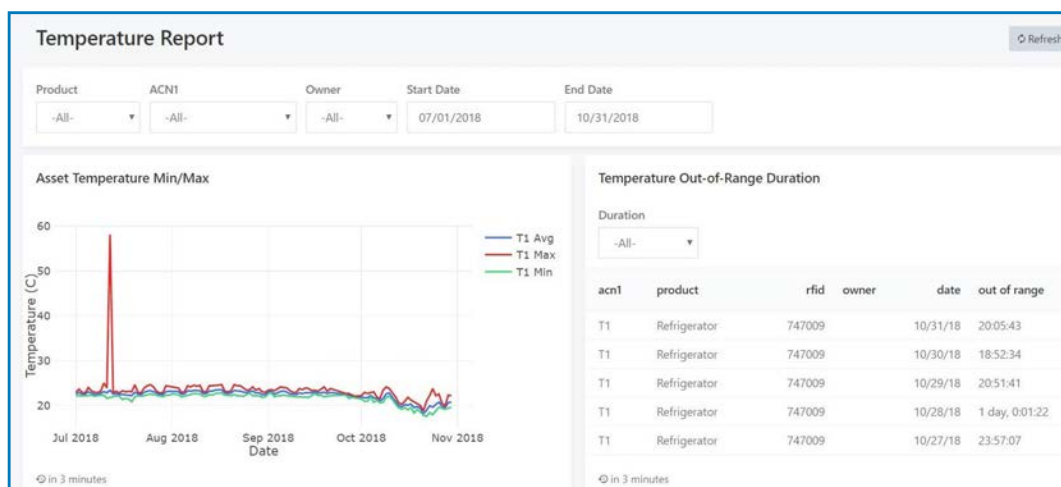 Temperature Report
Refresh
Product ACN1 Owner Start Date End Date
-All- -All- -All- 07/01/2018 10/31/2018
Asset Temperature Min/Max
60
50
40
30
20
Temperature (C)
Jul 2018 Aug 2018 Sep 2018 Oct 2018 Nov 2018
Date
T1 Avg
T1 Max
T1 Min
in 3 minutes
Temperature Out-of-Range Duration
Duration
-All-
acn1 product rfid owner date out of range
T1 Refrigerator 747009 10/31/18 20:05:43
T1 Refrigerator 747009 10/30/18 18:52:34
T1 Refrigerator 747009 10/29/18 20:51:41
T1 Refrigerator 747009 10/28/18 1 day, 0:01:22
T1 Refrigerator 747009 10/27/18 23:57:07
in 3 minutes